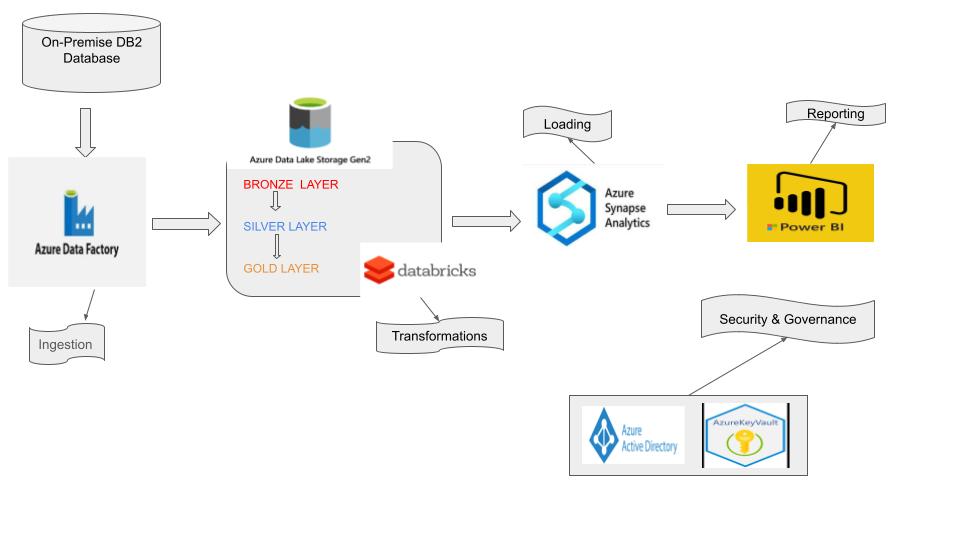 On-Premise DB2
Database
Azure Data Factory
Ingestion
Azure Data Lake Storage Gen2
BRONZE LAYER
SILVER LAYER
GOLD LAYER
databricks
Transformations
Loading
Azure
Synapse
Analytics
Reporting
Power BI
Security & Governance
Azure
Active Directory
AzureKeyVault